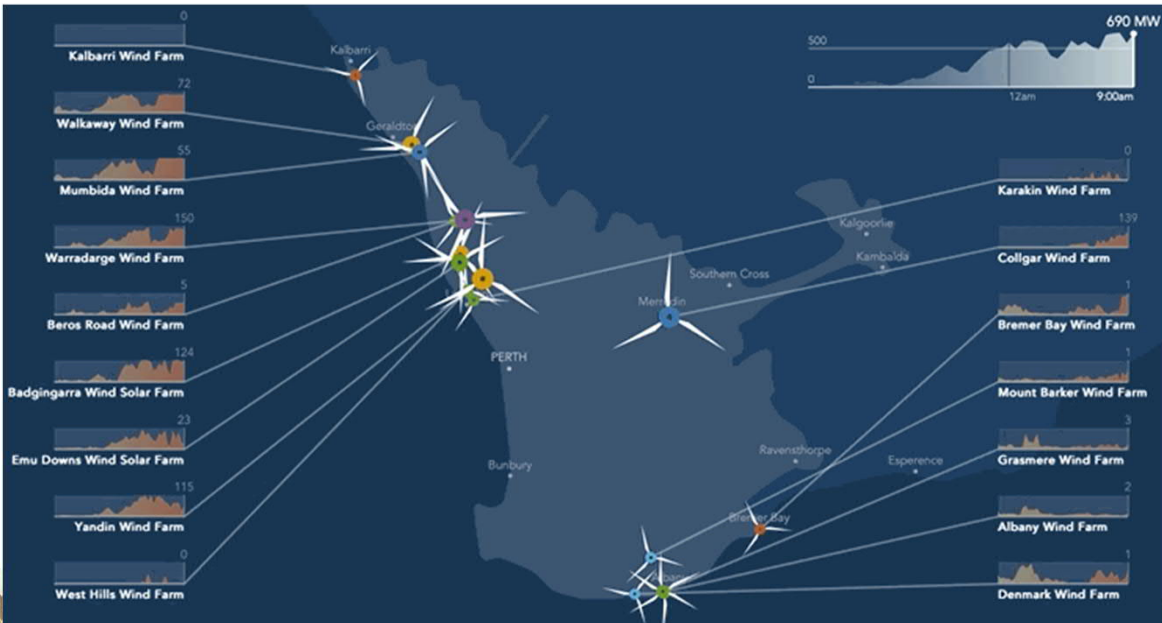 0
Kalbarri Wind Farm
72
Walkaway Wind Farm
55
Mumbida Wind Farm
150
Warradarge Wind Farm
5
Beros Road Wind Farm
124
Badgingarra Wind Solar Farm
23
Emu Downs Wind Solar Farm
115
Yandin Wind Farm
0
West Hills Wind Farm
Kalbarri
Geraldton
PERTH
Bunbury
Merredin
Southern Cross
Kalgoorlie
Kambalda
Ravensthorpe
Esperence
Bremer Bay
690 MW
500
0
12am
9:00am
0
Karakin Wind Farm
139
Collgar Wind Farm
1
Bremer Bay Wind Farm
1
Mount Barker Wind Farm
3
Grasmere Wind Farm
2
Albany Wind Farm
1
Denmark Wind Farm